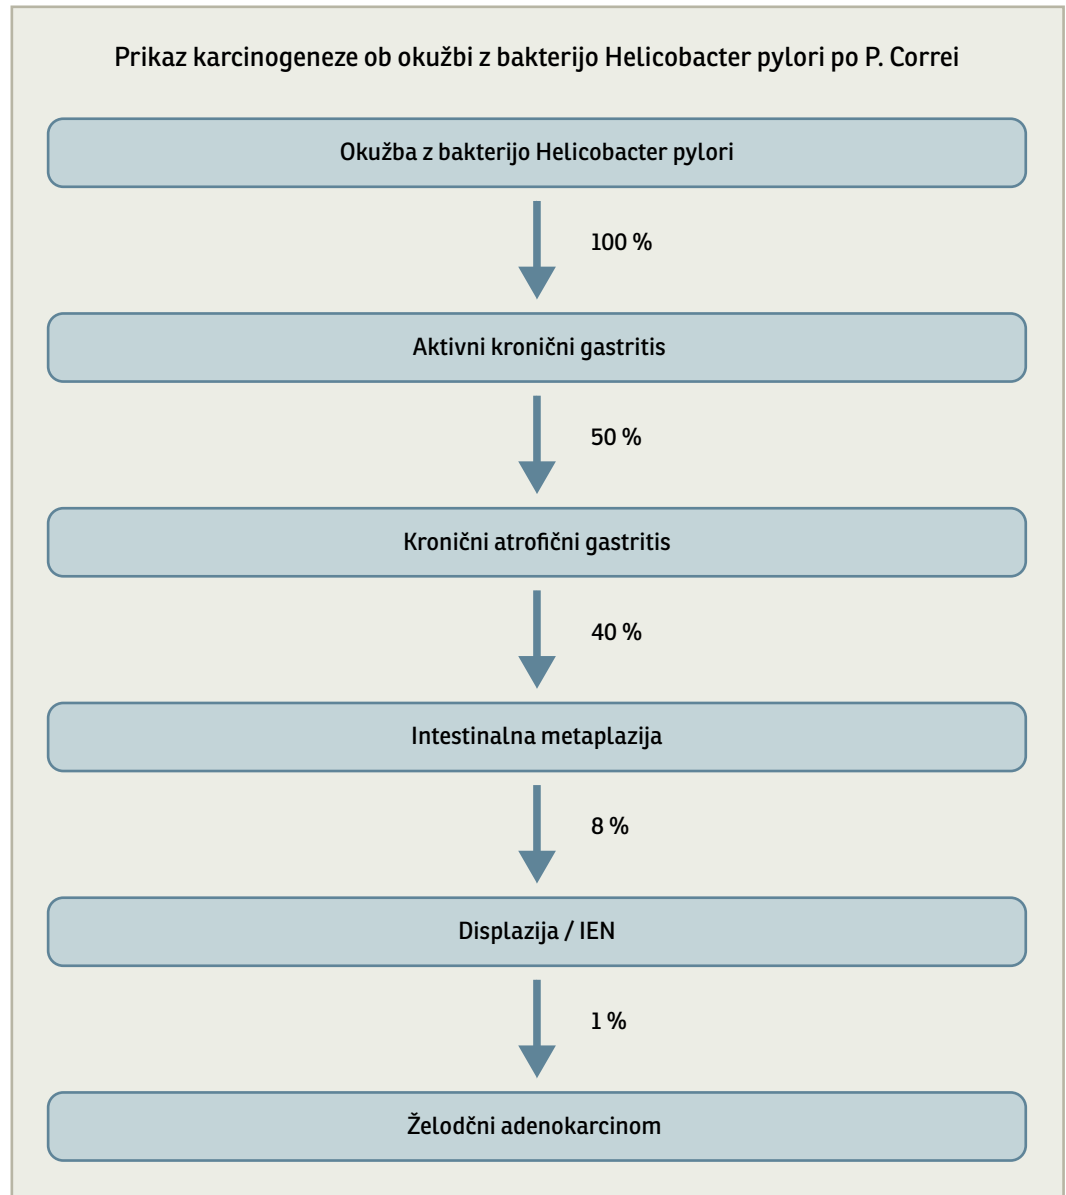 Prikaz karcinogeneze ob okužbi z bakterijo Helicobacter pylori po P. Correi
Okužba z bakterijo Helicobacter pylori
100 %
Aktivni kronični gastritis
50 %
Kronični atrofični gastritis
40 %
Intestinalna metaplazija
8 %
Displazija / IEN
1 %
Želodčni adenokarcinom